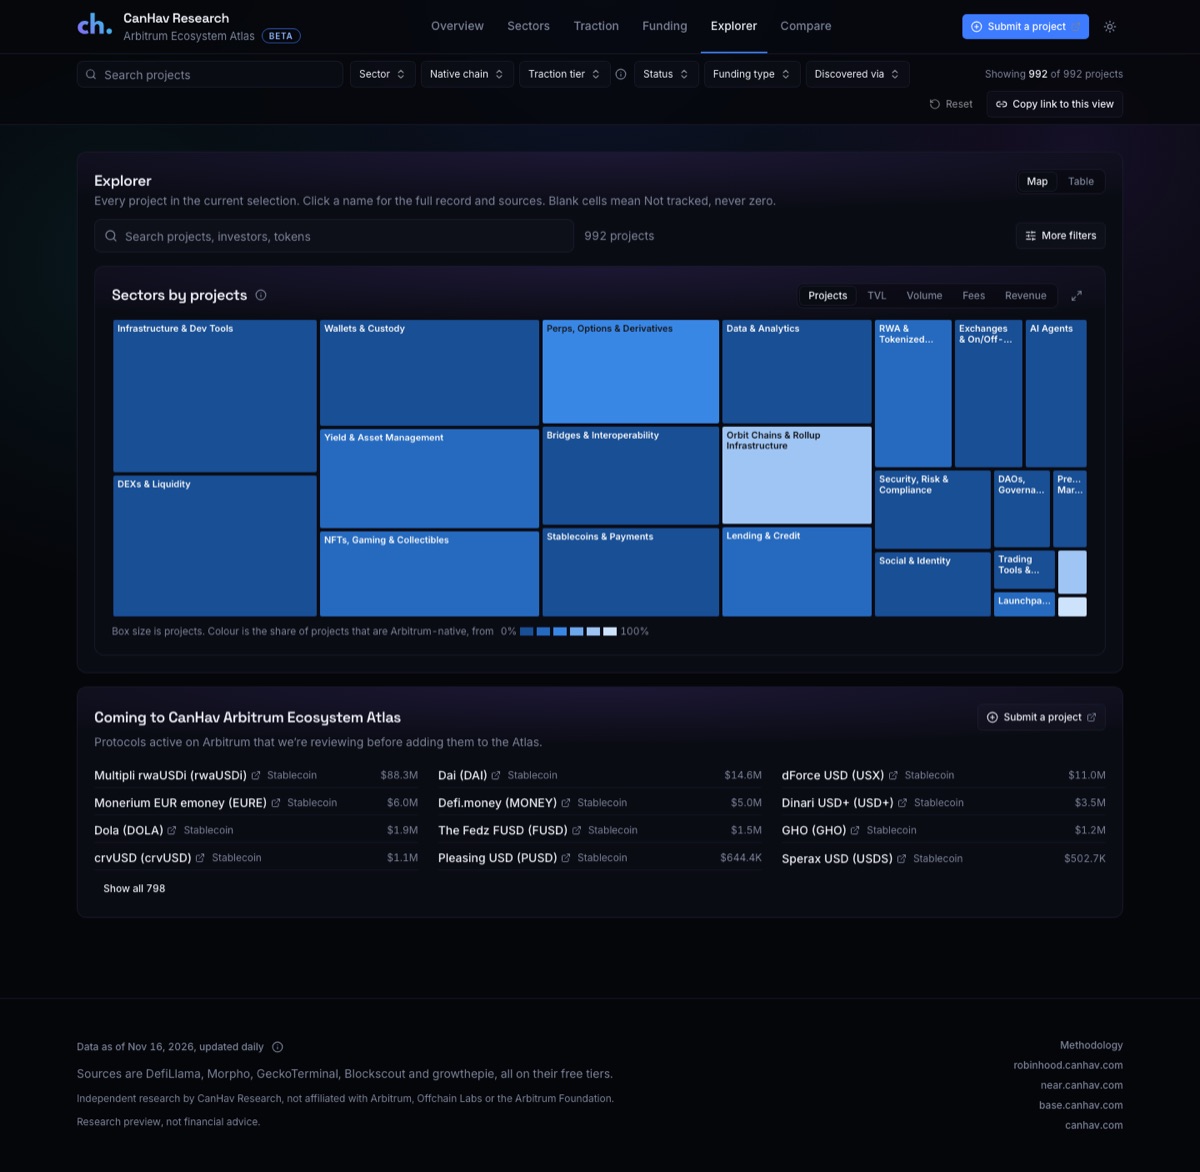 ch.
CanHav Research
Arbitrum Ecosystem Atlas BETA
Overview Sectors Traction Funding Explorer Compare
Submit a project
Search projects
Sector Native chain Traction tier Status Funding type Discovered via
Showing 992 of 992 projects
Reset Copy link to this view
Explorer
Map Table
Every project in the current selection. Click a name for the full record and sources. Blank cells mean Not tracked, never zero.
Search projects, investors, tokens
992 projects
More filters
Sectors by projects
Projects TVL Volume Fees Revenue
Infrastructure & Dev Tools
DEXs & Liquidity
Wallets & Custody
Yield & Asset Management
NFTs, Gaming & Collectibles
Perps, Options & Derivatives
Bridges & Interoperability
Stablecoins & Payments
Data & Analytics
Orbit Chains & Rollup
Infrastructure
Lending & Credit
RWA &
Tokenized...
Exchanges
& On/Off-...
AI Agents
Security, Risk &
Compliance
Social & Identity
DAOs,
Governa...
Pre...
Mar...
Trading
Tools &...
Launchpa...
Box size is projects. Colour is the share of projects that are Arbitrum-native, from 0% 100%
Coming to CanHav Arbitrum Ecosystem Atlas
Submit a project
Protocols active on Arbitrum that we're reviewing before adding them to the Atlas.
Multipli rwaUSDi (rwaUSDi) Stablecoin $88.3M
Dai (DAI) Stablecoin $14.6M
dForce USD (USX) Stablecoin $11.0M
Monerium EUR emoney (EURE) Stablecoin $6.0M
Defi.money (MONEY) Stablecoin $5.0M
Dinari USD+ (USD+) Stablecoin $3.5M
Dola (DOLA) Stablecoin $1.9M
The Fedz FUSD (FUSD) Stablecoin $1.5M
GHO (GHO) Stablecoin $1.2M
crvUSD (crvUSD) Stablecoin $1.1M
Pleasing USD (PUSD) Stablecoin $644.4K
Sperax USD (USDS) Stablecoin $502.7K
Show all 798
Data as of Nov 16, 2026, updated daily
Sources are DefiLlama, Morpho, GeckoTerminal, Blockscout and growthepie, all on their free tiers.
Independent research by CanHav Research, not affiliated with Arbitrum, Offchain Labs or the Arbitrum Foundation.
Research preview, not financial advice.
Methodology
robinhood.canhav.com
near.canhav.com
base.canhav.com
canhav.com